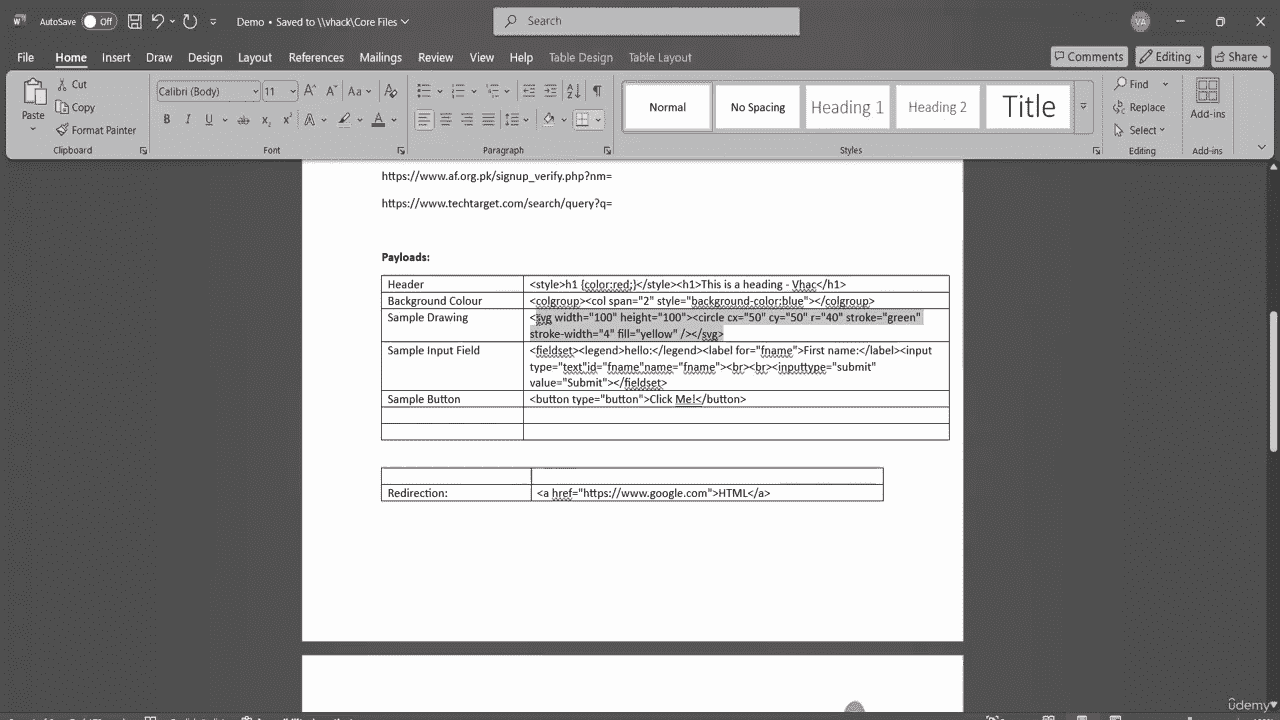 AutoSave Off Demo • Saved to \\vhack\Core Files Search VA
File Home Insert Draw Design Layout References Mailings Review View Help Table Design Table Layout Comments Editing Share
Paste Cut Copy Format Painter
Calibri (Body) 11
Normal No Spacing Heading 1 Heading 2 Title
Find Replace Select Add-ins
Clipboard Font Paragraph Styles Editing Add-ins
https://www.af.org.pk/signup_verify.php?nm=
https://www.techtarget.com/search/query?q=
Payloads:
Header <style>h1 {color:red;}</style><h1>This is a heading - Vhac</h1>
Background Colour <colgroup><col span="2" style="background-color:blue"></colgroup>
Sample Drawing <svg width="100" height="100"><circle cx="50" cy="50" r="40" stroke="green"
stroke-width="4" fill="yellow" /></svg>
Sample Input Field <fieldset><legend>hello:</legend><label for="fname">First name:</label><input
type="text"id="fname"name="fname"><br><br><inputtype="submit"
value="Submit"></fieldset>
Sample Button <button type="button">Click Me!</button>
Redirection: <a href="https://www.google.com">HTML</a>
ûdemy